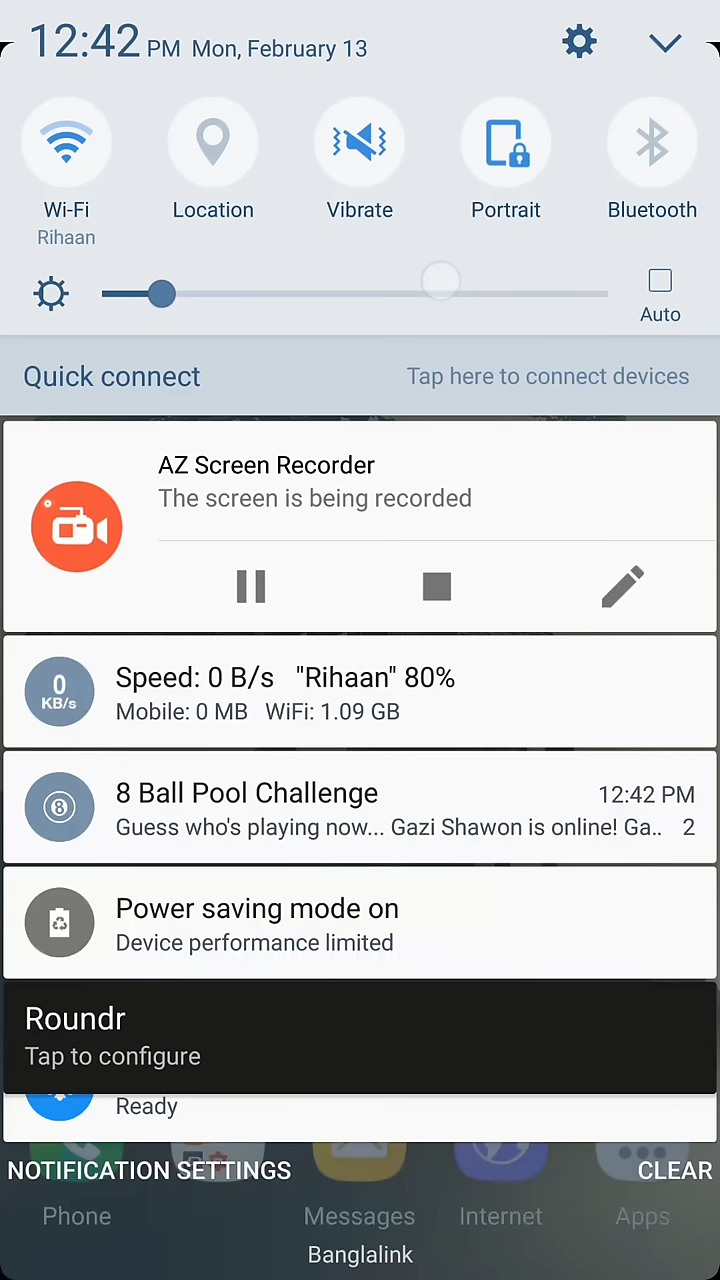 12:42 PM Mon, February 13
Wi-Fi
Rihaan
Location
Vibrate
Portrait
Bluetooth
Auto
Quick connect
Tap here to connect devices
AZ Screen Recorder
The screen is being recorded
0
KB/s
Speed: 0 B/s "Rihaan" 80%
Mobile: 0 MB WiFi: 1.09 GB
8
8 Ball Pool Challenge 12:42 PM
Guess who's playing now... Gazi Shawon is online! Ga.. 2
Power saving mode on
Device performance limited
Roundr
Tap to configure
Ready
NOTIFICATION SETTINGS CLEAR
Phone Messages Internet Apps
Banglalink